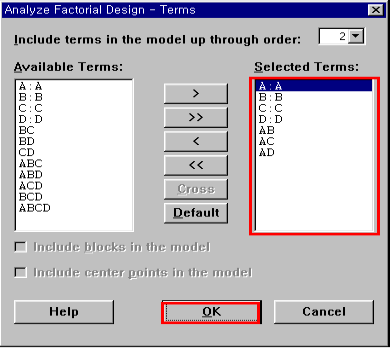 Analyze Factorial Design - Terms
Include terms in the model up through order: 2
Available Terms:
A : A
B : B
C : C
D : D
BC
BD
CD
ABC
ABD
ACD
BCD
ABCD
>
>>
<
<<
Cross
Default
Selected Terms:
A : A
B : B
C : C
D : D
AB
AC
AD
Include blocks in the model
Include center points in the model
Help
OK
Cancel